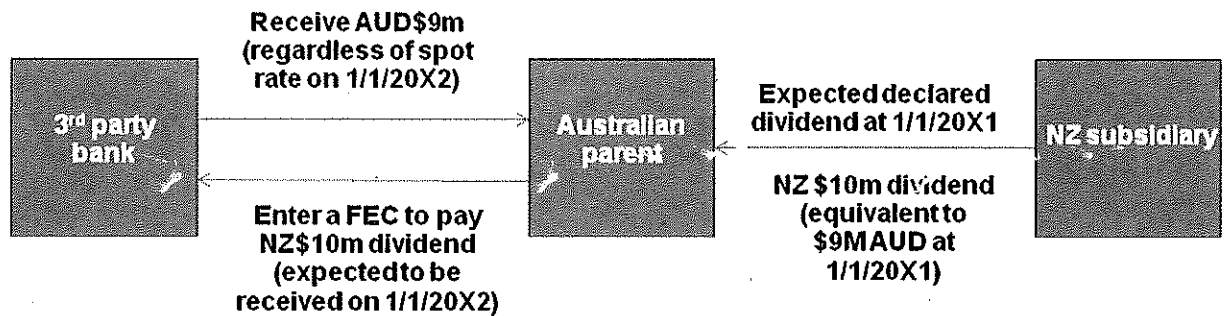 Receive AUD$9m
(regardless of spot
rate on 1/1/20X2)
3rd party
bank
Enter a FEC to pay
NZ$10m dividend
(expected to be
received on 1/1/20X2)
Australian
parent
Expected declared
dividend at 1/1/20X1
NZ $10m dividend
(equivalent to
$9M AUD at
1/1/20X1)
NZ subsidiary